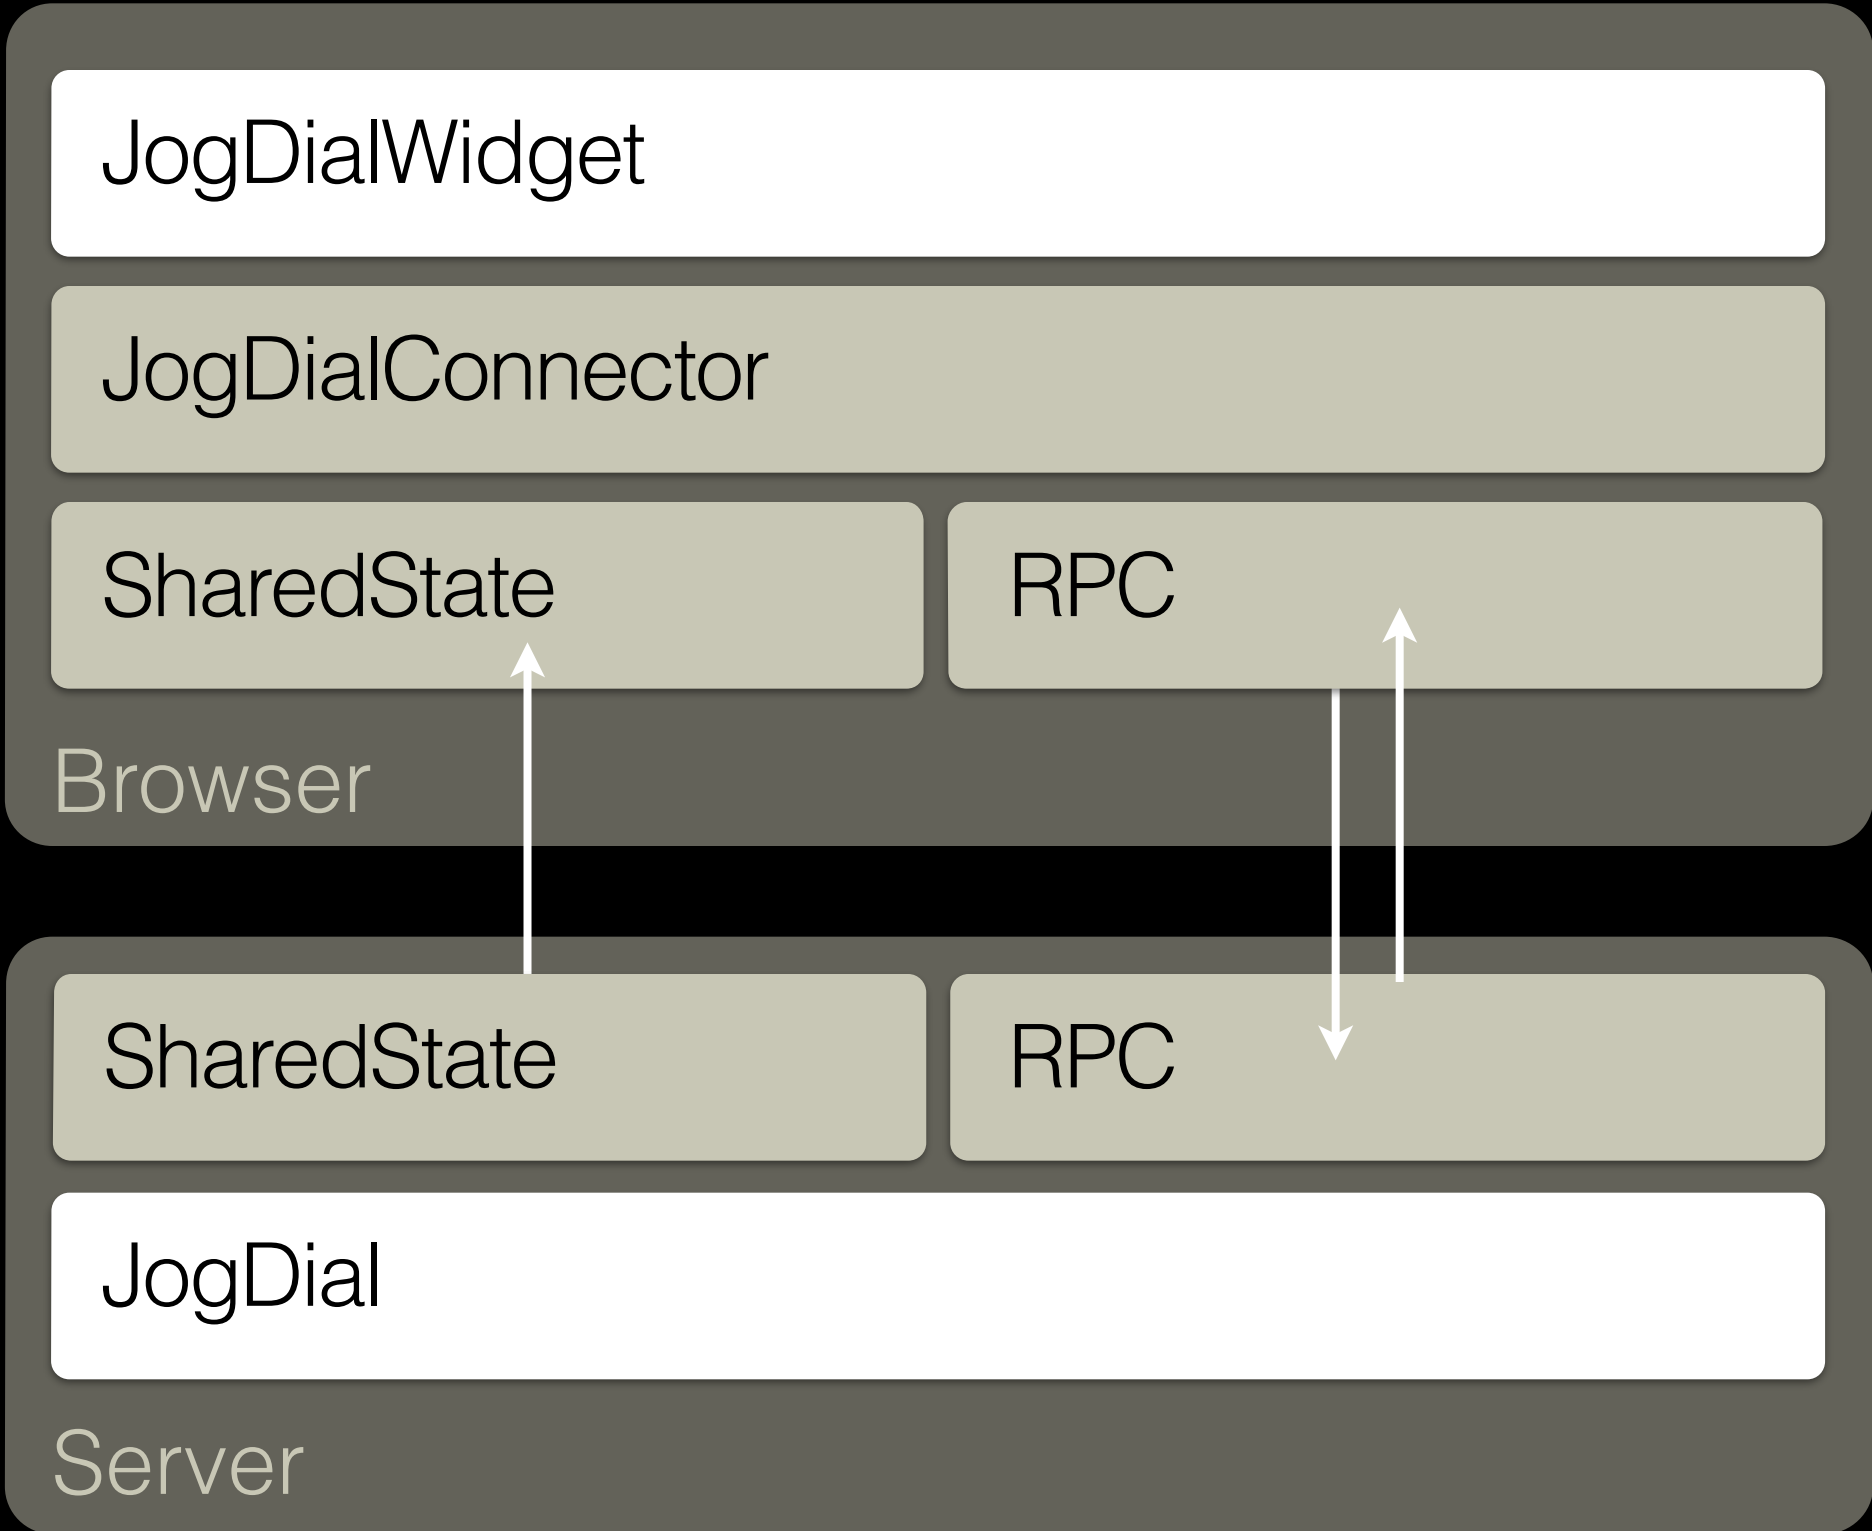 JogDialWidget
JogDialConnector
SharedState
RPC
Browser
SharedState
RPC
JogDial
Server